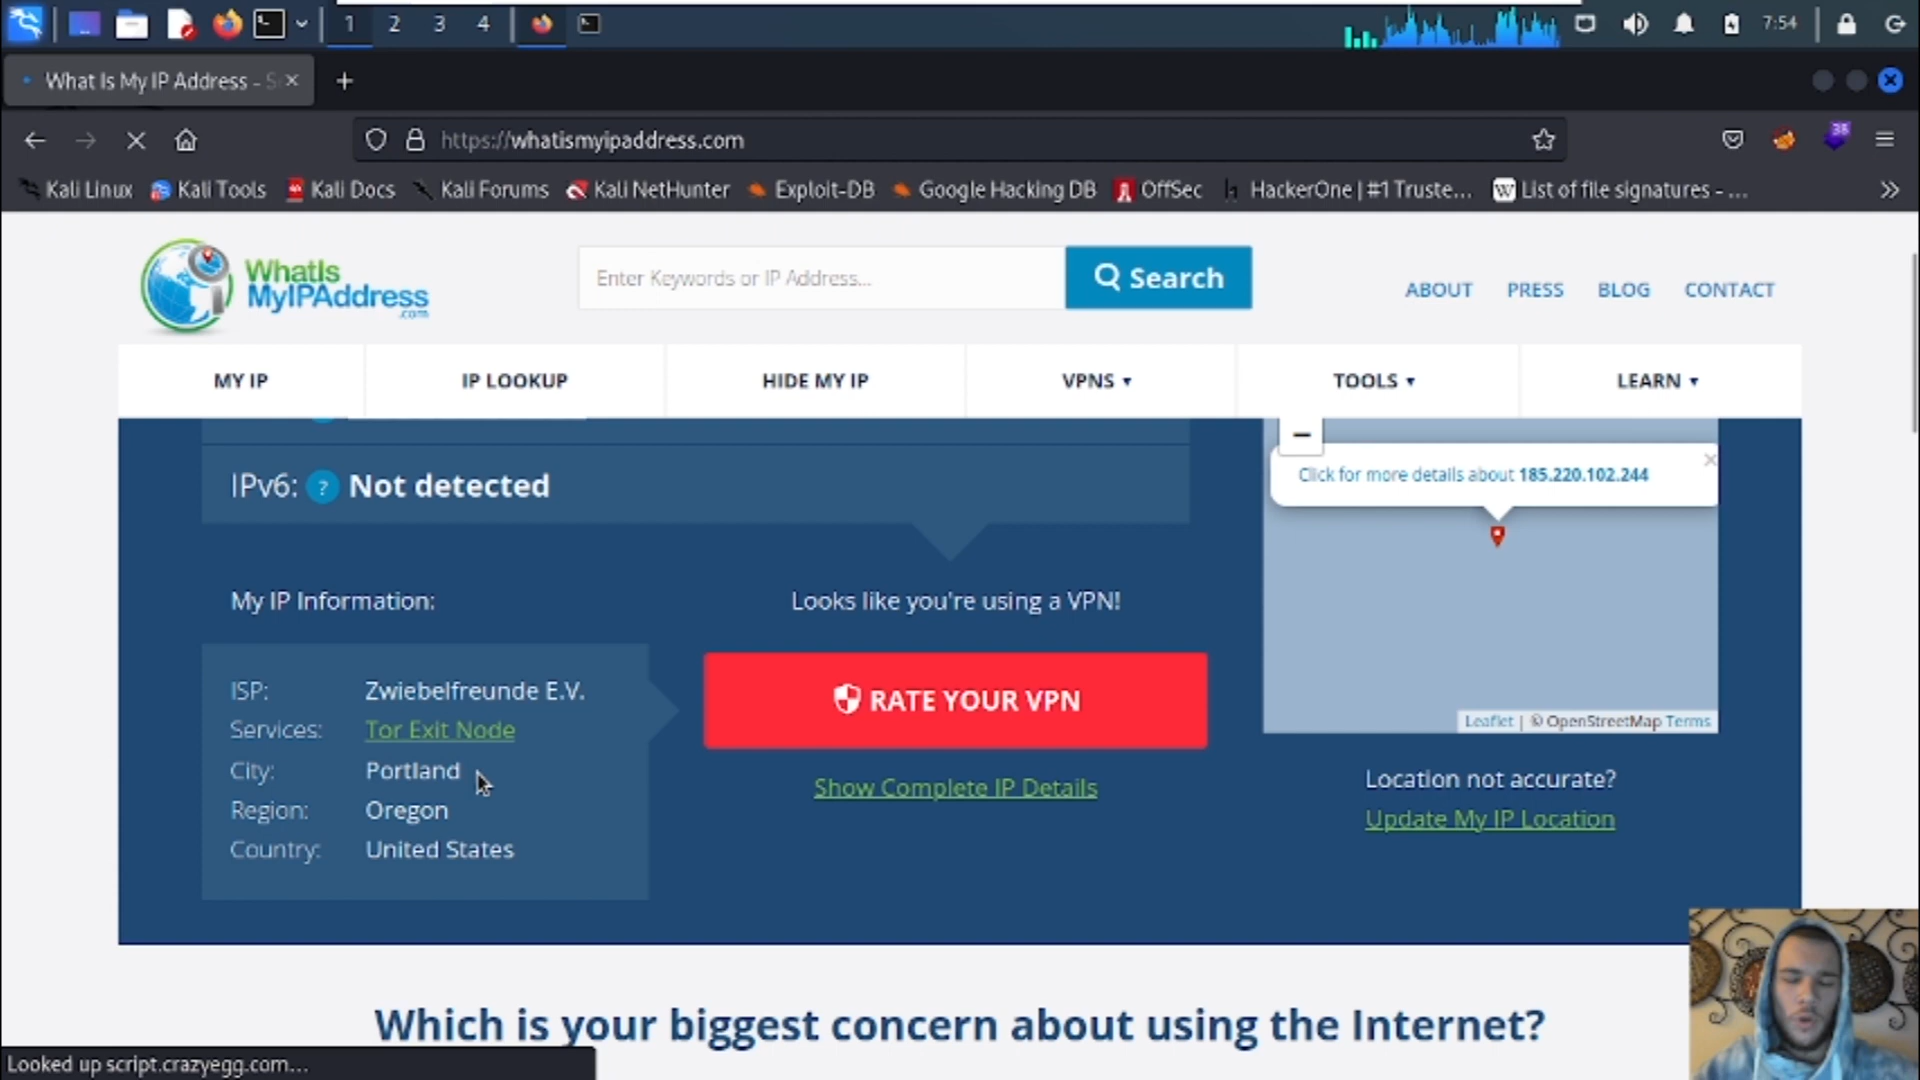 1 2 3 4 7:54
What Is My IP Address - S
https://whatismyipaddress.com
38
Kali Linux Kali Tools Kali Docs Kali Forums Kali NetHunter Exploit-DB Google Hacking DB OffSec HackerOne | #1 Truste... List of file signatures - ...
WhatIs
MyIPAddress
.com
Enter Keywords or IP Address...
Search
ABOUT PRESS BLOG CONTACT
MY IP IP LOOKUP HIDE MY IP VPNS TOOLS LEARN
IPv6: ? Not detected
Click for more details about 185.220.102.244
My IP Information:
Looks like you're using a VPN!
ISP: Zwiebelfreunde E.V.
Services: Tor Exit Node
City: Portland
Region: Oregon
Country: United States
RATE YOUR VPN
Show Complete IP Details
Leaflet | © OpenStreetMap Terms
Location not accurate?
Update My IP Location
Which is your biggest concern about using the Internet?
Looked up script.crazyegg.com...